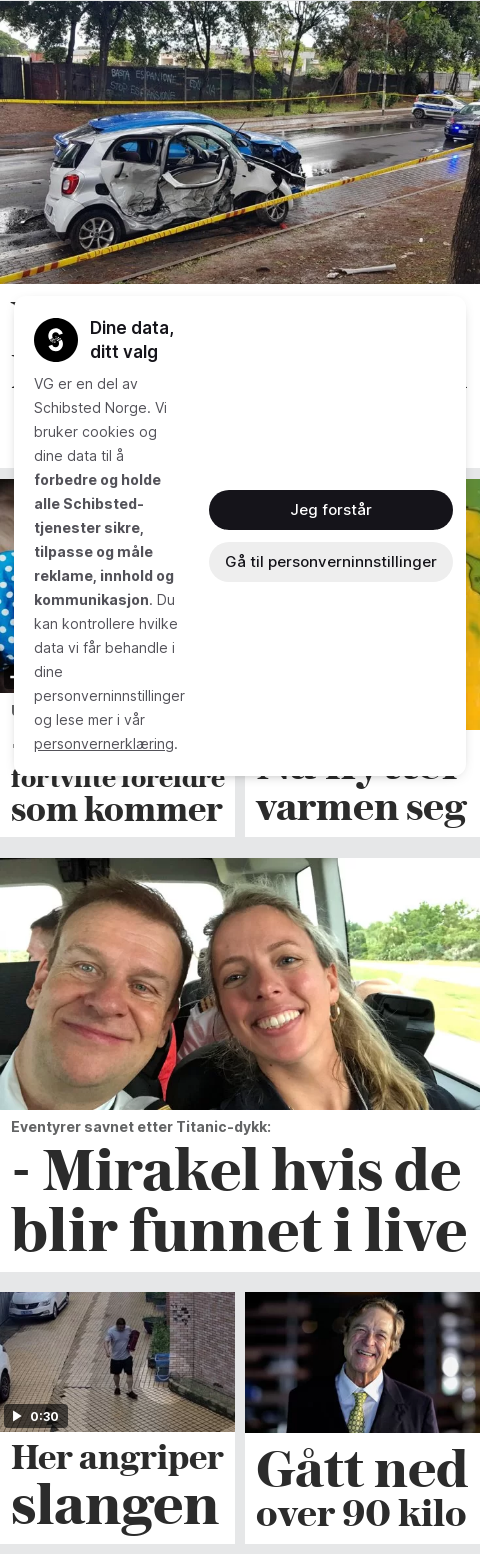 BASTA ESPANZIONE
Dine data,
ditt valg
VG er en del av
Schibsted Norge. Vi
bruker cookies og
dine data til å
forbedre og holde
alle Schibsted-
tjenester sikre,
tilpasse og måle
reklame, innhold og
kommunikasjon. Du
kan kontrollere hvilke
data vi får behandle i
dine
personverninnstillinger
og lese mer i vår
personvernerklæring.
Jeg forstår
Gå til personverninnstillinger
fortvilte foreldre
som kommer
varmen seg
Eventyrer savnet etter Titanic-dykk:
- Mirakel hvis de
blir funnet i live
0:30
Her angriper
slangen
Gått ned
over 90 kilo